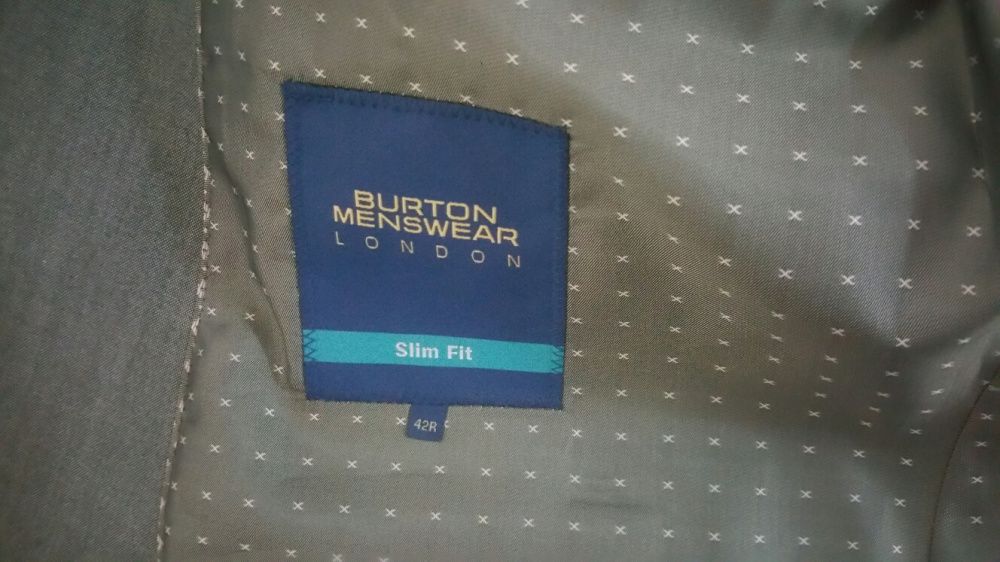 BURTON
MENSWEAR
LONDON
Slim Fit
42R